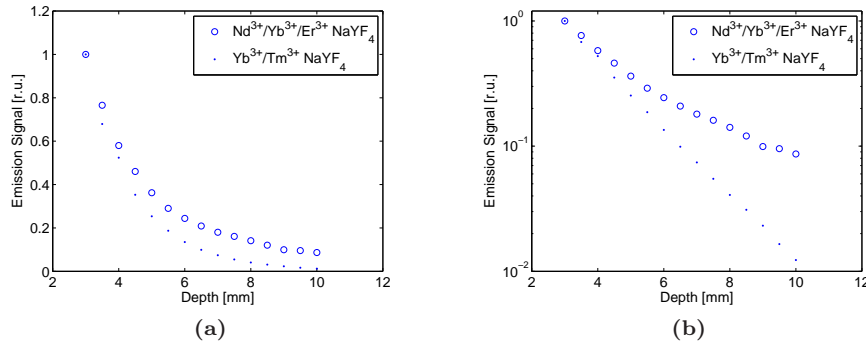 1.2
1
0.8
0.6
0.4
0.2
0
2 4 6 8 10 12
Emission Signal [r.u.]
Depth [mm]
Nd³⁺/Yb³⁺/Er³⁺ NaYF₄
Yb³⁺/Tm³⁺ NaYF₄
(a)
10⁰
10⁻¹
10⁻²
2 4 6 8 10 12
Emission Signal [r.u.]
Depth [mm]
Nd³⁺/Yb³⁺/Er³⁺ NaYF₄
Yb³⁺/Tm³⁺ NaYF₄
(b)